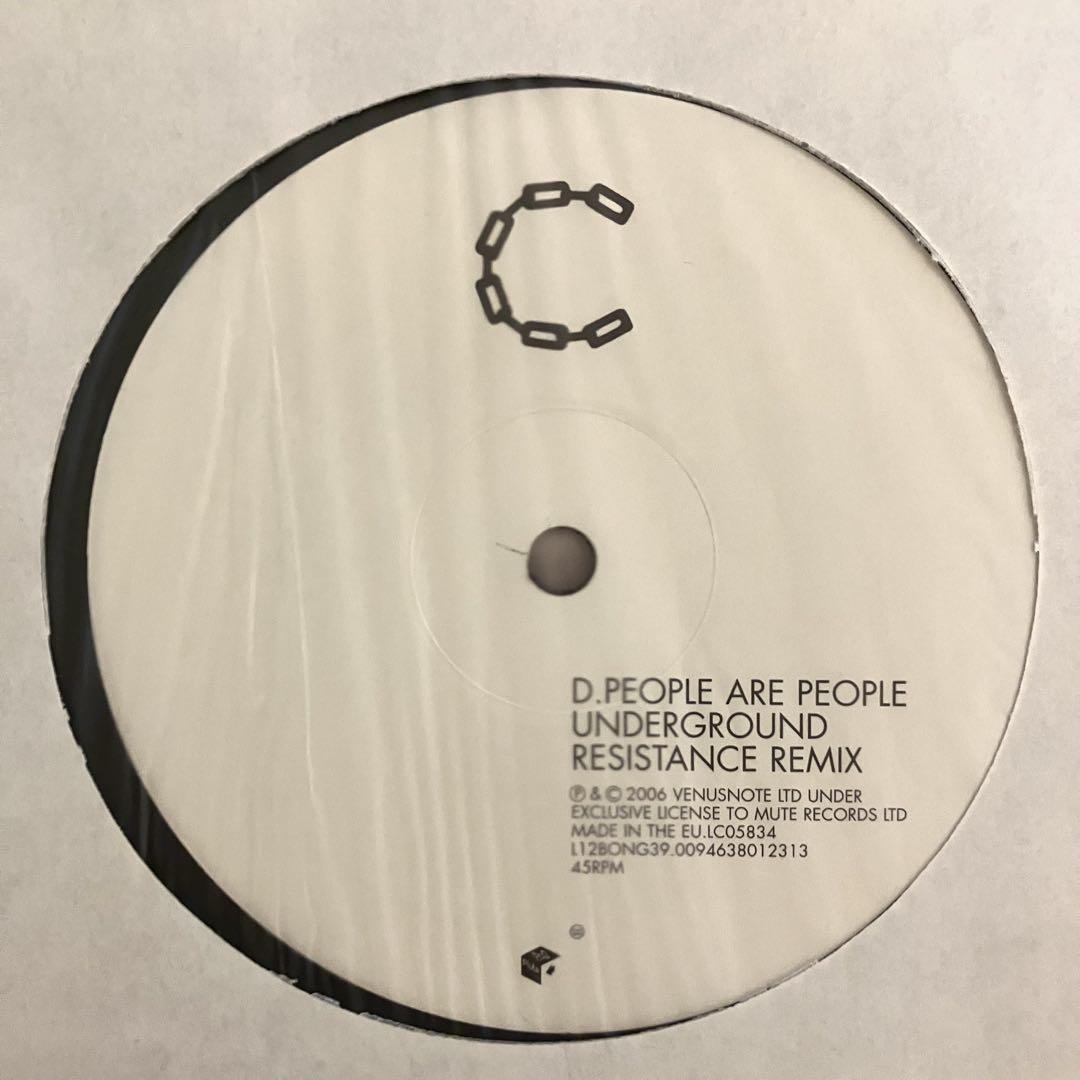 C
D.PEOPLE ARE PEOPLE
UNDERGROUND
RESISTANCE REMIX
℗ & © 2006 VENUSNOTE LTD UNDER
EXCLUSIVE LICENSE TO MUTE RECORDS LTD
MADE IN THE EU.LC05834
L12BONG39.0094638012313
45RPM